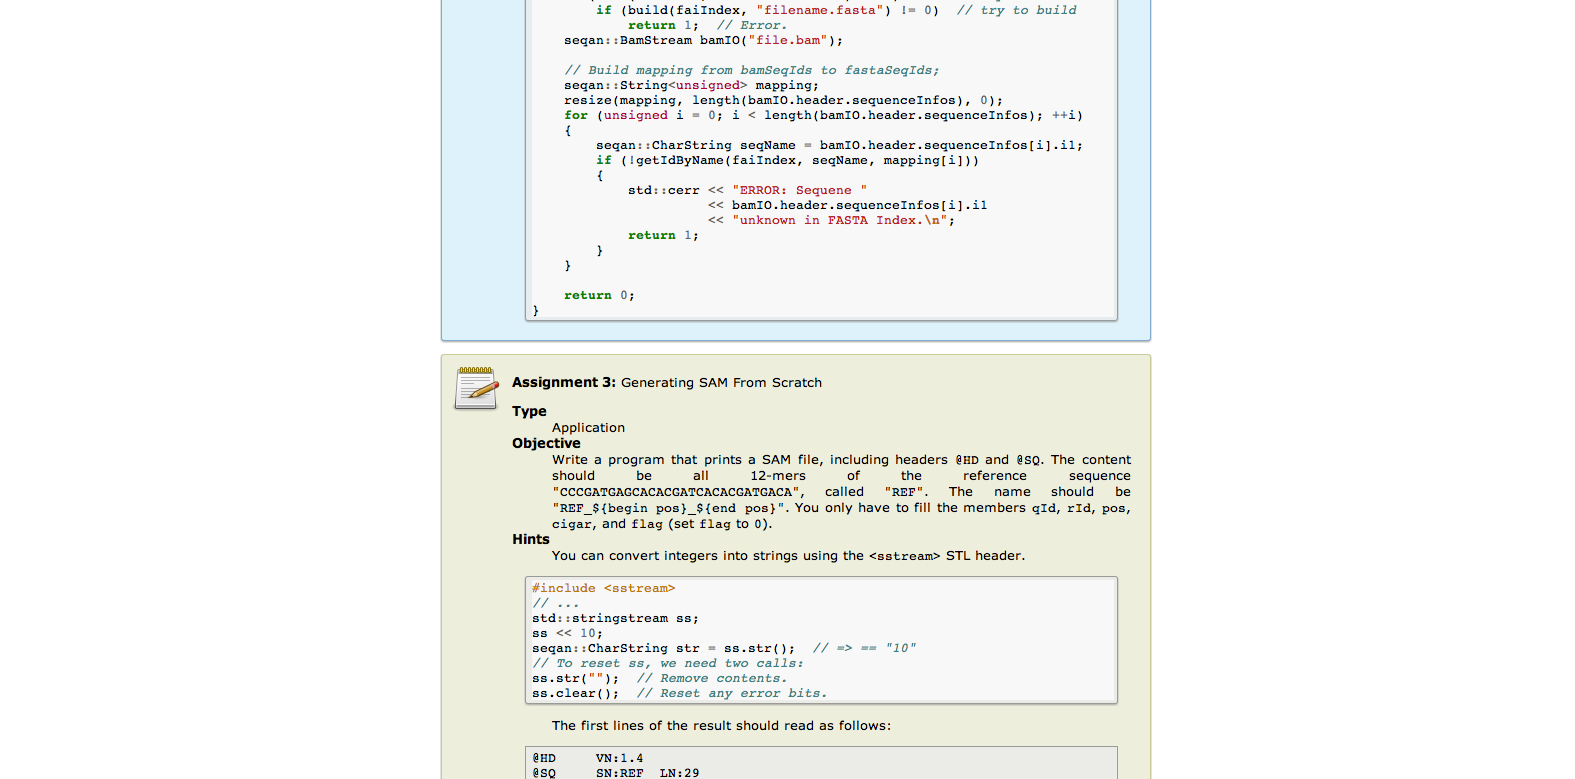 if (build(faiIndex, "filename.fasta") != 0)  // try to build
return 1;  // Error.
seqan::BamStream bamIO("file.bam");
// Build mapping from bamSeqIds to fastaSeqIds;
seqan::String<unsigned> mapping;
resize(mapping, length(bamIO.header.sequenceInfos), 0);
for (unsigned i = 0; i < length(bamIO.header.sequenceInfos); ++i)
{
seqan::CharString seqName = bamIO.header.sequenceInfos[i].i1;
if (!getIdByName(faiIndex, seqName, mapping[i]))
{
std::cerr << "ERROR: Sequene "
<< bamIO.header.sequenceInfos[i].i1
<< "unknown in FASTA Index.\n";
return 1;
}
}
return 0;
}
Assignment 3: Generating SAM From Scratch
Type
Application
Objective
Write a program that prints a SAM file, including headers @HD and @SQ. The content
should be all 12-mers of the reference sequence
"CCCGATGAGCACACGATCACACGATGACA", called "REF". The name should be
"REF_${begin pos}_${end pos}". You only have to fill the members qId, rId, pos,
cigar, and flag (set flag to 0).
Hints
You can convert integers into strings using the <sstream> STL header.
#include <sstream>
// ...
std::stringstream ss;
ss << 10;
seqan::CharString str = ss.str();  // => == "10"
// To reset ss, we need two calls:
ss.str("");  // Remove contents.
ss.clear();  // Reset any error bits.
The first lines of the result should read as follows:
@HD     VN:1.4
@SQ     SN:REF  LN:29